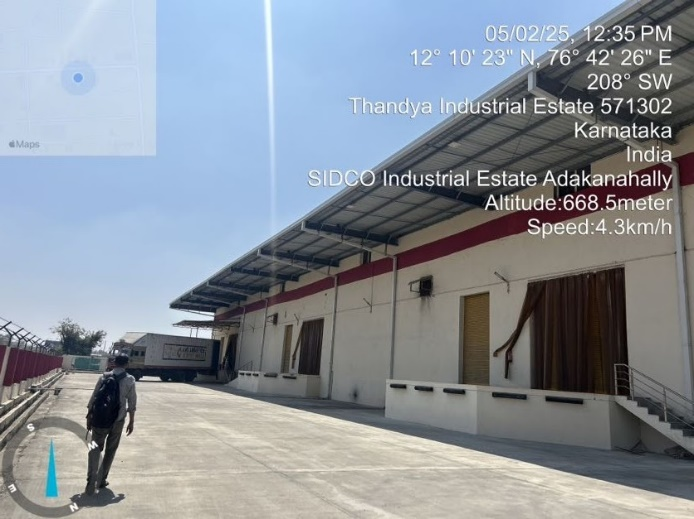 05/02/25, 12:35 PM
12° 10' 23" N, 76° 42' 26" E
208° SW
Thandya Industrial Estate 571302
Karnataka
India
SIDCO Industrial Estate Adakanahally
Altitude:668.5meter
Speed:4.3km/h
Maps
S
W
E
N